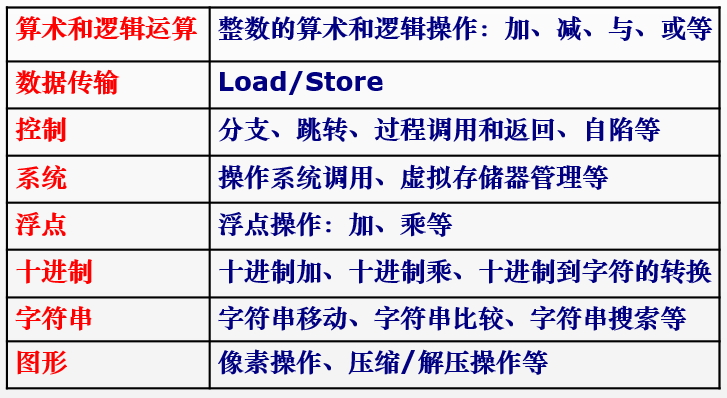 算术和逻辑运算 整数的算术和逻辑操作：加、减、与、或等
数据传输 Load/Store
控制 分支、跳转、过程调用和返回、自陷等
系统 操作系统调用、虚拟存储器管理等
浮点 浮点操作：加、乘等
十进制 十进制加、十进制乘、十进制到字符的转换
字符串 字符串移动、字符串比较、字符串搜索等
图形 像素操作、压缩/解压操作等